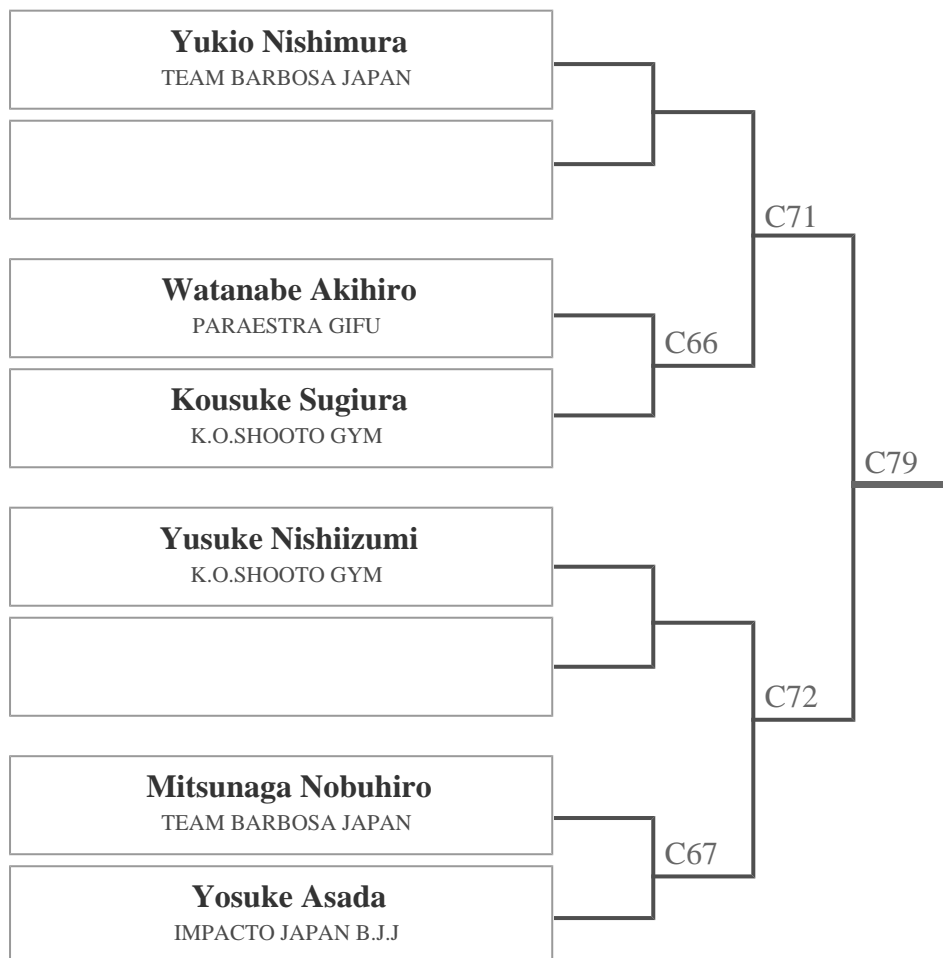 Yukio Nishimura
TEAM BARBOSA JAPAN
C71
Watanabe Akihiro
PARAESTRA GIFU
C66
Kousuke Sugiura
K.O.SHOOTO GYM
C79
Yusuke Nishiizumi
K.O.SHOOTO GYM
C72
Mitsunaga Nobuhiro
TEAM BARBOSA JAPAN
C67
Yosuke Asada
IMPACTO JAPAN B.J.J